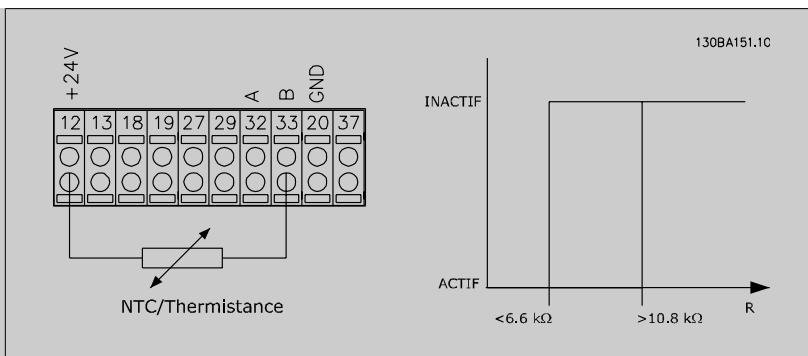 130BA151.10
+24V
A
B
GND
12 13 18 19 27 29 32 33 20 37
NTC/Thermistance
INACTIF
ACTIF
<6.6 kΩ
>10.8 kΩ
R